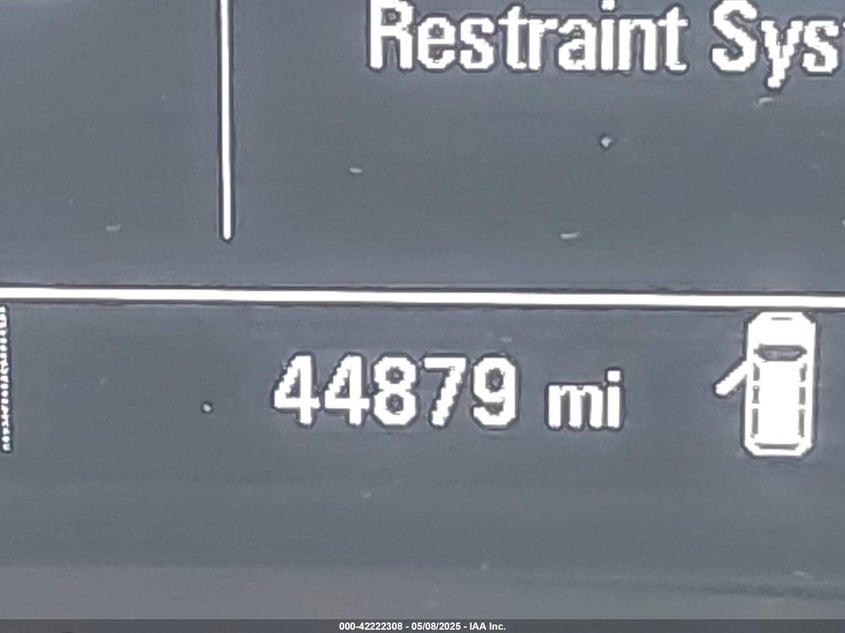 Restraint Sys
44879 mi
000-42222308 - 05/08/2025 - IAA Inc.